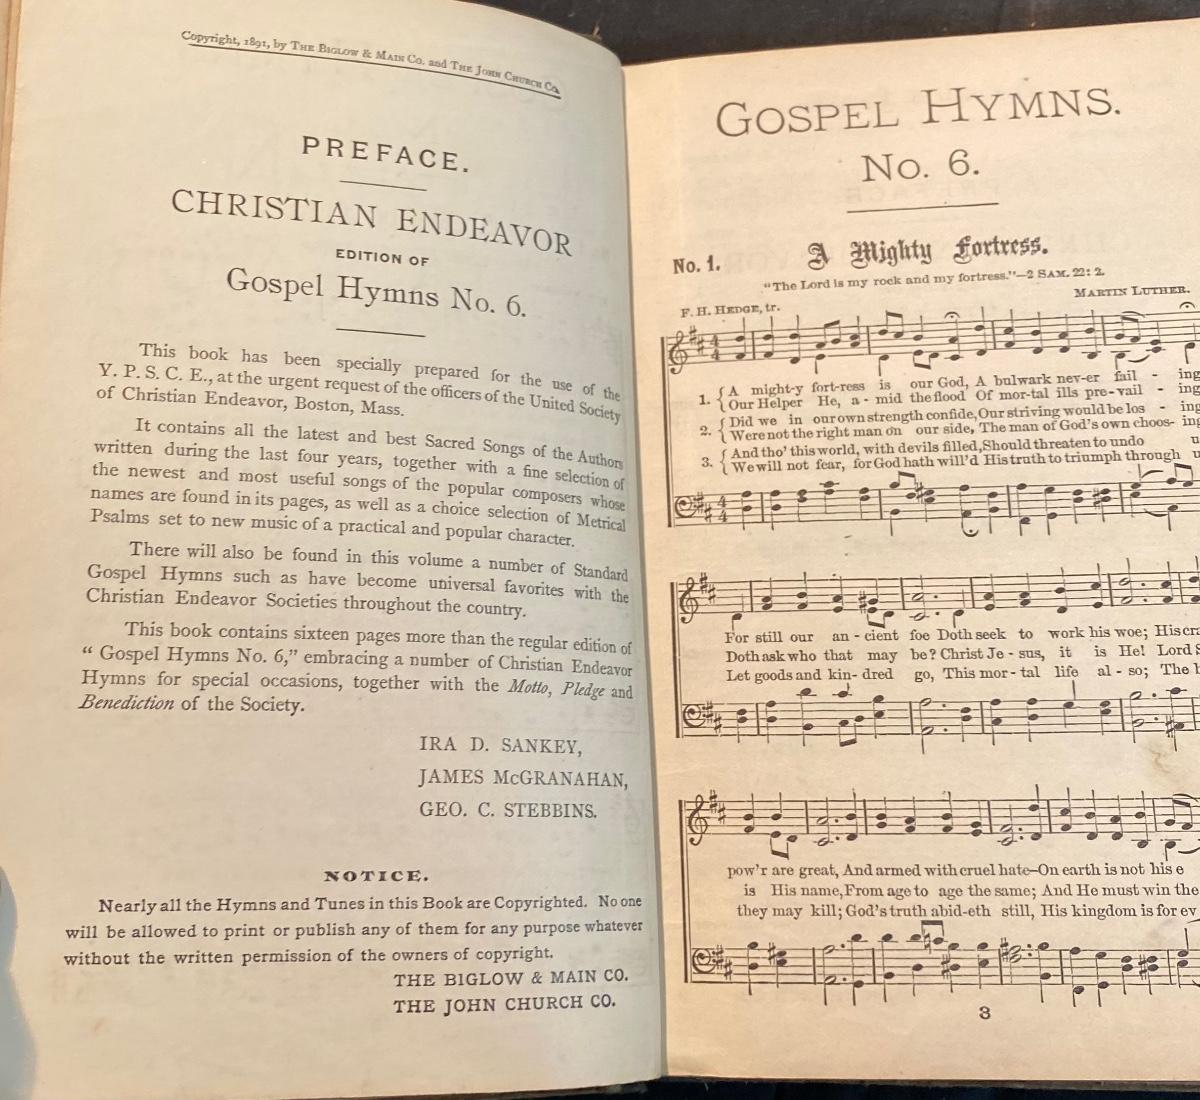 Copyright, 1891, by THE BIGLOW & MAIN CO. and THE JOHN CHURCH CO.
PREFACE.
CHRISTIAN ENDEAVOR
EDITION OF
Gospel Hymns No. 6.
This book has been specially prepared for the use of the
Y. P. S. C. E., at the urgent request of the officers of the United Society
of Christian Endeavor, Boston, Mass.
It contains all the latest and best Sacred Songs of the Authors
written during the last four years, together with a fine selection of
the newest and most useful songs of the popular composers whose
names are found in its pages, as well as a choice selection of Metrical
Psalms set to new music of a practical and popular character.
There will also be found in this volume a number of Standard
Gospel Hymns such as have become universal favorites with the
Christian Endeavor Societies throughout the country.
This book contains sixteen pages more than the regular edition of
“ Gospel Hymns No. 6,” embracing a number of Christian Endeavor
Hymns for special occasions, together with the Motto, Pledge and
Benediction of the Society.
IRA D. SANKEY,
JAMES McGRANAHAN,
GEO. C. STEBBINS.
NOTICE.
Nearly all the Hymns and Tunes in this Book are Copyrighted. No one
will be allowed to print or publish any of them for any purpose whatever
without the written permission of the owners of copyright.
THE BIGLOW & MAIN CO.
THE JOHN CHURCH CO.
GOSPEL HYMNS.
No. 6.
No. 1. A Mighty Fortress.
“The Lord is my rock and my fortress.”—2 SAM. 22: 2.
F. H. HEDGE, tr. MARTIN LUTHER.
4 4
1. { A might-y fort-ress is our God, A bulwark nev-er fail - ing
{ Our Helper He, a - mid the flood Of mor-tal ills pre-vail - ing
2. { Did we in our own strength confide, Our striving would be los - ing
{ Were not the right man on our side, The man of God's own choos- ing
3. { And tho' this world, with devils filled, Should threaten to undo u
{ We will not fear, for God hath will'd His truth to triumph through u
4 4
For still our an - cient foe Doth seek to work his woe; His cr
Doth ask who that may be? Christ Je - sus, it is He! Lord S
Let goods and kin - dred go, This mor - tal life al - so; The b
pow'r are great, And armed with cruel hate—On earth is not his e
is His name, From age to age the same; And He must win the
they may kill; God's truth abid-eth still, His kingdom is for ev
3